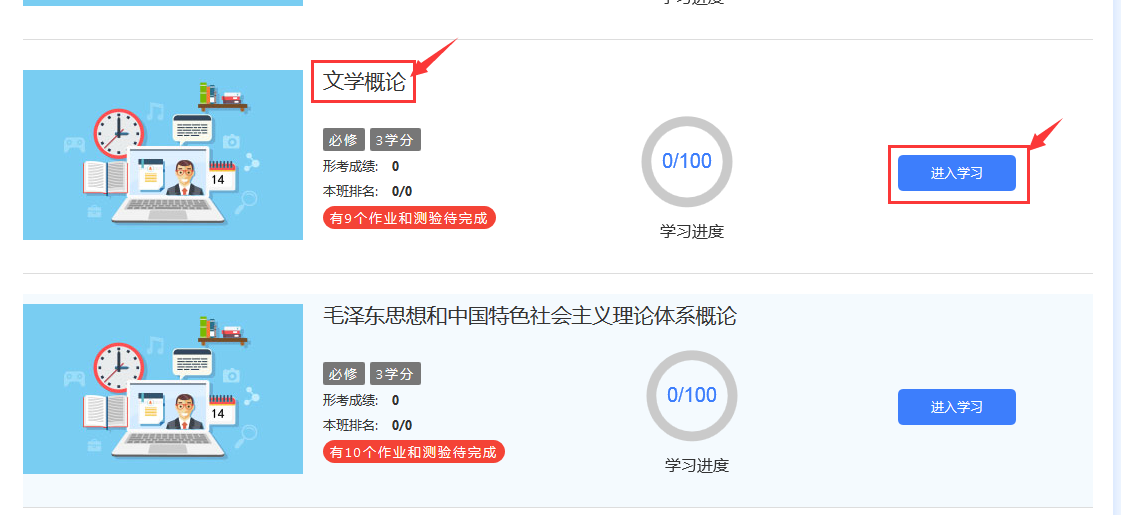 学习进度
文学概论
必修 3学分
形考成绩: 0
本班排名: 0/0
有9个作业和测验待完成
0/100
学习进度
进入学习
14
毛泽东思想和中国特色社会主义理论体系概论
必修 3学分
形考成绩: 0
本班排名: 0/0
有10个作业和测验待完成
0/100
学习进度
进入学习
14